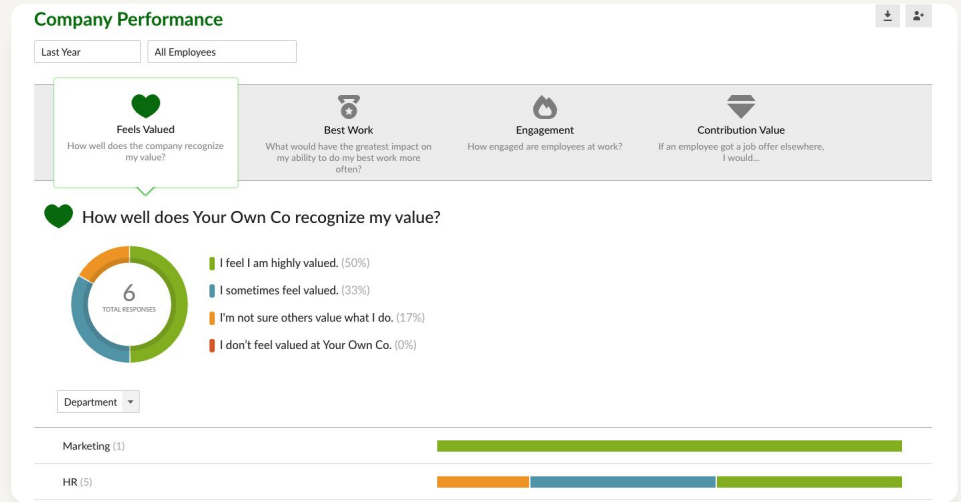 Company Performance
Last Year
All Employees
Feels Valued
How well does the company recognize
my value?
Best Work
What would have the greatest impact on
my ability to do my best work more
often?
Engagement
How engaged are employees at work?
Contribution Value
If an employee got a job offer elsewhere,
I would...
How well does Your Own Co recognize my value?
6
TOTAL RESPONSES
I feel I am highly valued. (50%)
I sometimes feel valued. (33%)
I'm not sure others value what I do. (17%)
I don't feel valued at Your Own Co. (0%)
Department
Marketing (1)
HR (5)